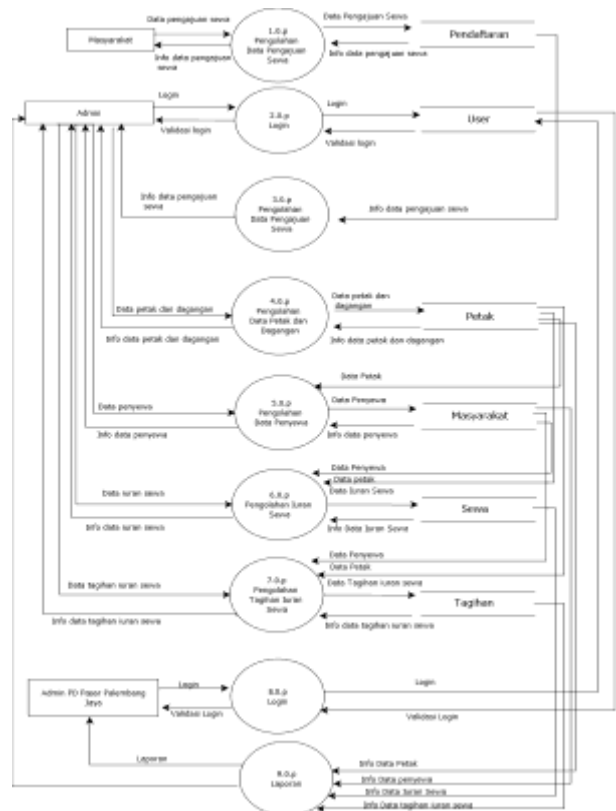 Data pengajuan sewa
Masyarakat
Info data pengajuan
sewa
1.0.p
Pengolahan
Data Pengajuan
Sewa
Data Pengajuan Sewa
Info data pengajuan sewa
Pendaftaran
Login
Admin
Validasi login
2.0.p
Login
Login
Validasi login
User
Info data pengajuan
sewa
3.0.p
Pengolahan
Data Pengajuan
Sewa
Info data pengajuan sewa
Data petak dan dagangan
Info data petak dan dagangan
4.0.p
Pengolahan
Data Petak dan
Dagangan
Data petak dan
dagangan
Info data petak dan dagangan
Petak
Data Petak
Data penyewa
Info data penyewa
5.0.p
Pengolahan
Data Penyewa
Data Penyewa
Info data penyewa
Masyarakat
Data Penyewa
Data petak
Data iuran sewa
Info data iuran sewa
6.0.p
Pengolahan Iuran
Sewa
Data Iuran Sewa
Info Data Iuran Sewa
Sewa
Data Penyewa
Data Petak
Data tagihan iuran sewa
Info data tagihan iuran sewa
7.0.p
Pengolahan
Tagihan Iuran
Sewa
Data Tagihan iuran sewa
Info data tagihan iuran sewa
Tagihan
Login
Admin PD Pasar Palembang
Jaya
Validasi Login
8.0.p
Login
Login
Validasi Login
Laporan
9.0.p
Laporan
Info Data Petak
Info Data penyewa
Info Data Iuran Sewa
Info Data tagihan iuran sewa